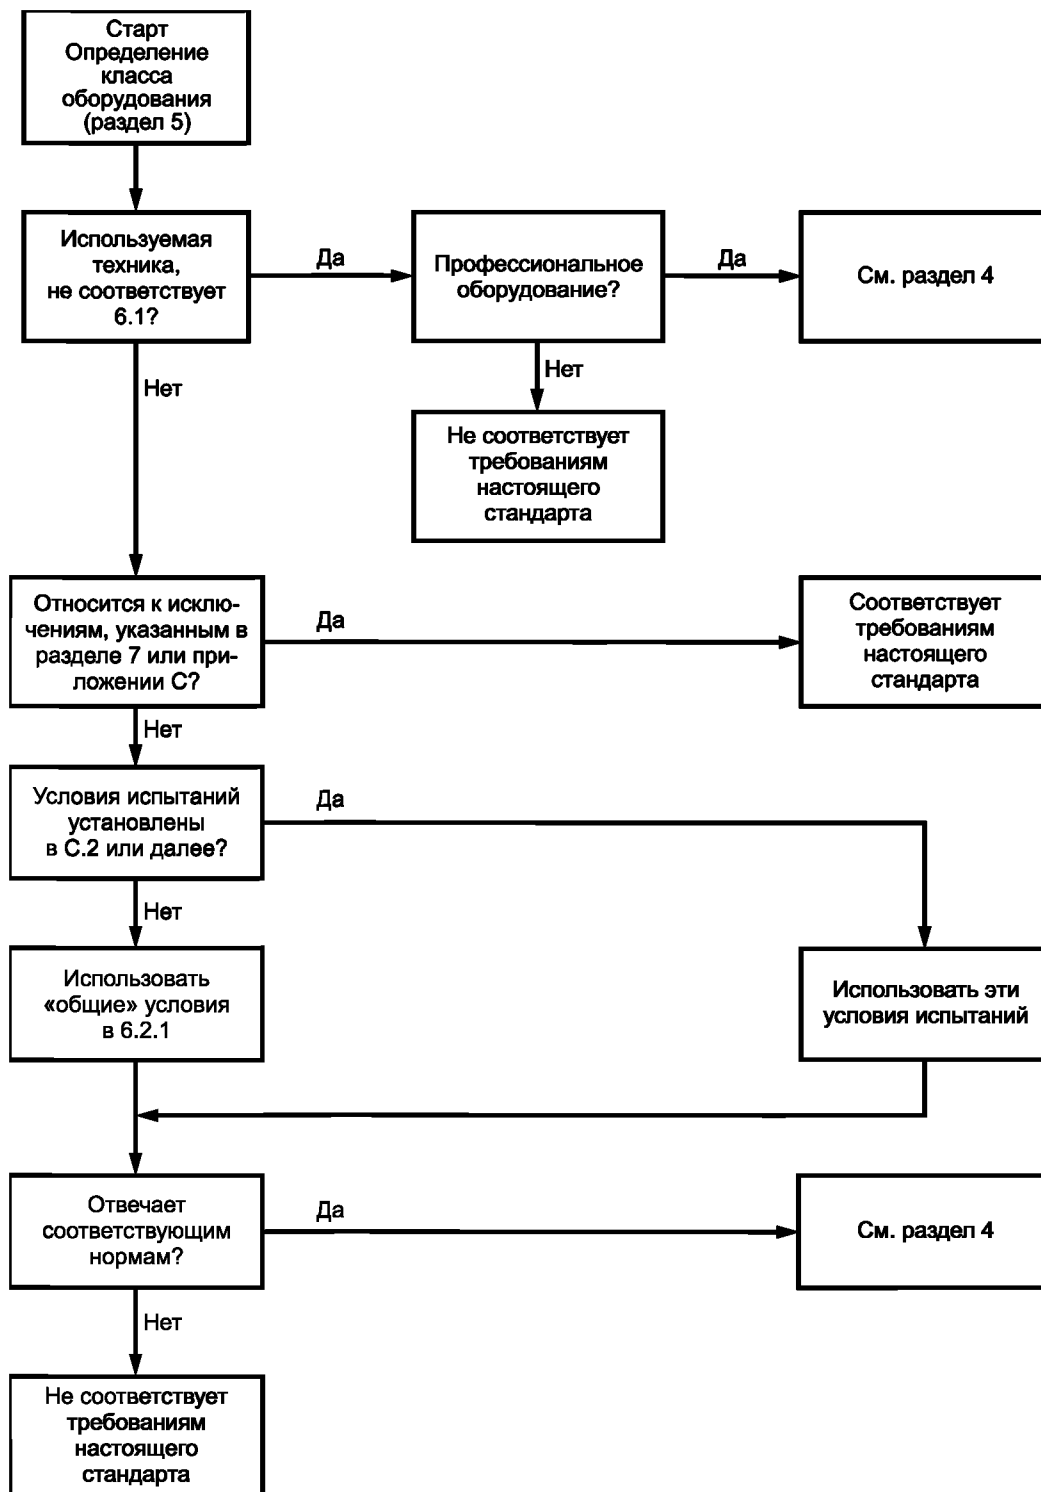 Старт
Определение
класса
оборудования
(раздел 5)
Используемая
техника,
не соответствует
6.1?
Да
Профессиональное
оборудование?
Да
См. раздел 4
Нет
Нет
Не соответствует
требованиям
настоящего
стандарта
Относится к исклю-
чениям, указанным в
разделе 7 или при-
ложении С?
Да
Соответствует
требованиям
настоящего
стандарта
Нет
Условия испытаний
установлены
в С.2 или далее?
Да
Нет
Использовать
«общие» условия
в 6.2.1
Использовать эти
условия испытаний
Отвечает
соответствующим
нормам?
Да
См. раздел 4
Нет
Не соответствует
требованиям
настоящего
стандарта